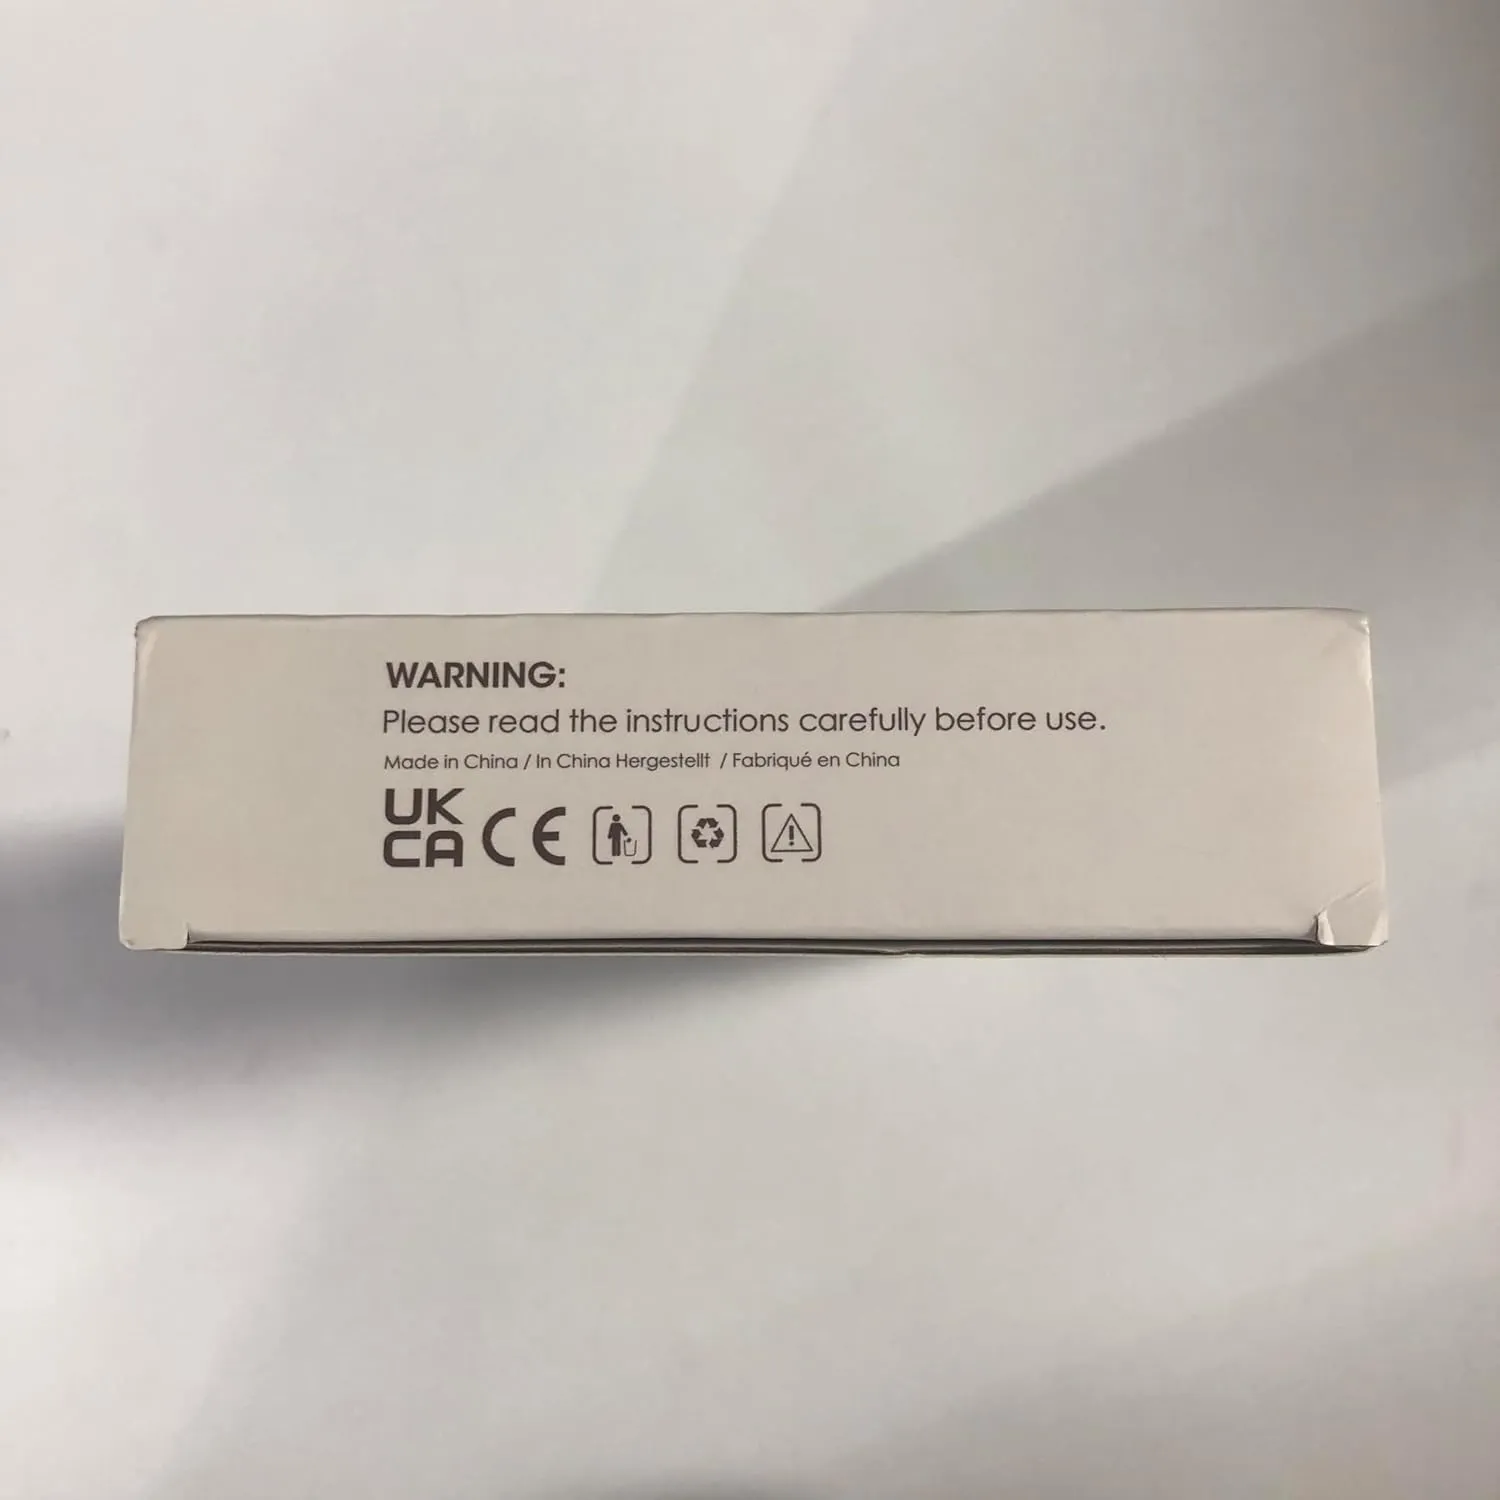 WARNING:
Please read the instructions carefully before use.
Made in China / In China Hergestellt / Fabriqué en China
UK
CA CE